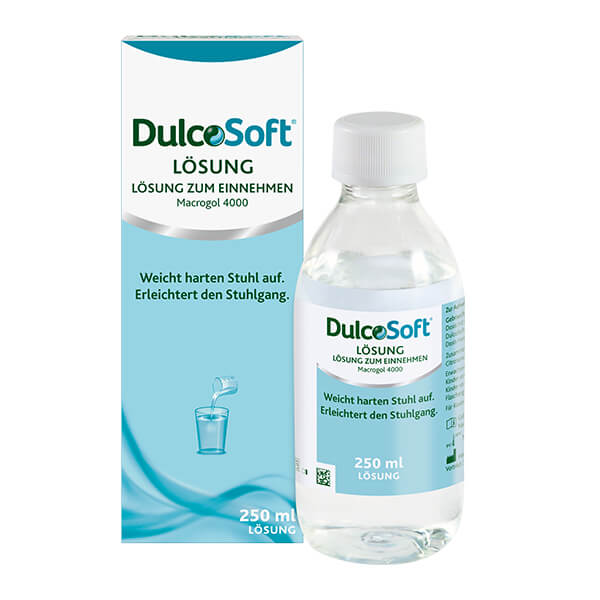 DulcoSoft®
LÖSUNG
LÖSUNG ZUM EINNEHMEN
Macrogol 4000
Weicht harten Stuhl auf.
Erleichtert den Stuhlgang.
250 ml
LÖSUNG
DulcoSoft®
LÖSUNG
LÖSUNG ZUM EINNEHMEN
Macrogol 4000
Weicht harten Stuhl auf.
Erleichtert den Stuhlgang.
250 ml
LÖSUNG